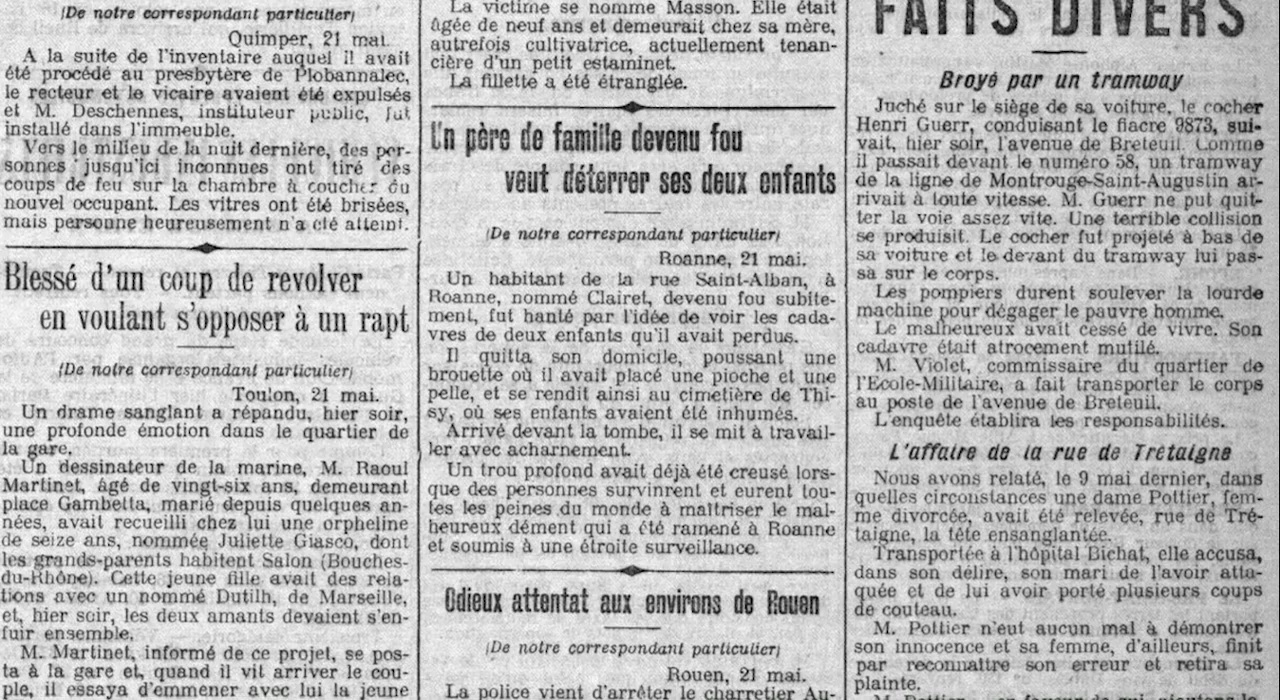 (De notre correspondant particulier)
Quimper, 21 mai.
A la suite de l'inventaire auquel il avait
été procédé au presbytère de Plobannalec,
le recteur et le vicaire avaient été expulsés
et M. Deschennes, instituteur public, fut
installé dans l'immeuble.
Vers le milieu de la nuit dernière, des per-
sonnes jusqu'ici inconnues ont tiré des
coups de feu sur la chambre à coucher du
nouvel occupant. Les vitres ont été brisées,
mais personne heureusement n'a été atteint.
Blessé d'un coup de revolver
en voulant s'opposer à un rapt
(De notre correspondant particulier)
Toulon, 21 mai.
Un drame sanglant a répandu, hier soir,
une profonde émotion dans le quartier de
la gare.
Un dessinateur de la marine, M. Raoul
Martinet, âgé de vingt-six ans, demeurant
place Gambetta, marié depuis quelques an-
nées, avait recueilli chez lui une orpheline
de seize ans, nommée Juliette Giasco, dont
les grands-parents habitent Salon (Bouches-
du-Rhône). Cette jeune fille avait des rela-
tions avec un nommé Dutilh, de Marseille,
et, hier soir, les deux amants devaient s'en-
fuir ensemble.
M. Martinet, informé de ce projet, se pos-
ta à la gare et, quand il vit arriver le cou-
ple, il essaya d'emmener avec lui la jeune
La victime se nomme Masson. Elle était
âgée de neuf ans et demeurait chez sa mère,
autrefois cultivatrice, actuellement tenan-
cière d'un petit estaminet.
La fillette a été étranglée.
Un père de famille devenu fou
veut déterrer ses deux enfants
(De notre correspondant particulier)
Roanne, 21 mai.
Un habitant de la rue Saint-Alban, à
Roanne, nommé Clairet, devenu fou subite-
ment, fut hanté par l'idée de voir les cada-
vres de deux enfants qu'il avait perdus.
Il quitta son domicile, poussant une
brouette où il avait placé une pioche et une
pelle, et se rendit ainsi au cimetière de Thi-
sy, où ses enfants avaient été inhumés.
Arrivé devant la tombe, il se mit à travail-
ler avec acharnement.
Un trou profond avait déjà été creusé lors-
que des personnes survinrent et eurent tou-
tes les peines du monde à maîtriser le mal-
heureux dément qui a été ramené à Roanne
et soumis à une étroite surveillance.
Odieux attentat aux environs de Rouen
(De notre correspondant particulier)
Rouen, 21 mai.
La police vient d'arrêter le charretier Au-
FAITS DIVERS
Broyé par un tramway
Juché sur le siège de sa voiture, le cocher
Henri Guerr, conduisant le fiacre 9873, sui-
vait, hier soir, l'avenue de Breteuil. Comme
il passait devant le numéro 58, un tramway
de la ligne de Montrouge-Saint-Augustin ar-
rivait à toute vitesse. M. Guerr ne put quit-
ter la voie assez vite. Une terrible collision
se produisit. Le cocher fut projeté à bas de
sa voiture et le devant du tramway lui pas-
sa sur le corps.
Les pompiers durent soulever la lourde
machine pour dégager le pauvre homme.
Le malheureux avait cessé de vivre. Son
cadavre était atrocement mutilé.
M. Violet, commissaire du quartier de
l'Ecole-Militaire, a fait transporter le corps
au poste de l'avenue de Breteuil.
L'enquête établira les responsabilités.
L'affaire de la rue de Trétaigne
Nous avons relaté, le 9 mai dernier, dans
quelles circonstances une dame Pottier, fem-
me divorcée, avait été relevée, rue de Tré-
taigne, la tête ensanglantée.
Transportée à l'hôpital Bichat, elle accusa,
dans son délire, son mari de l'avoir atta-
quée et de lui avoir porté plusieurs coups
de couteau.
M. Pottier n'eut aucun mal à démontrer
son innocence et sa femme, d'ailleurs, finit
par reconnaître son erreur et retira sa
plainte.